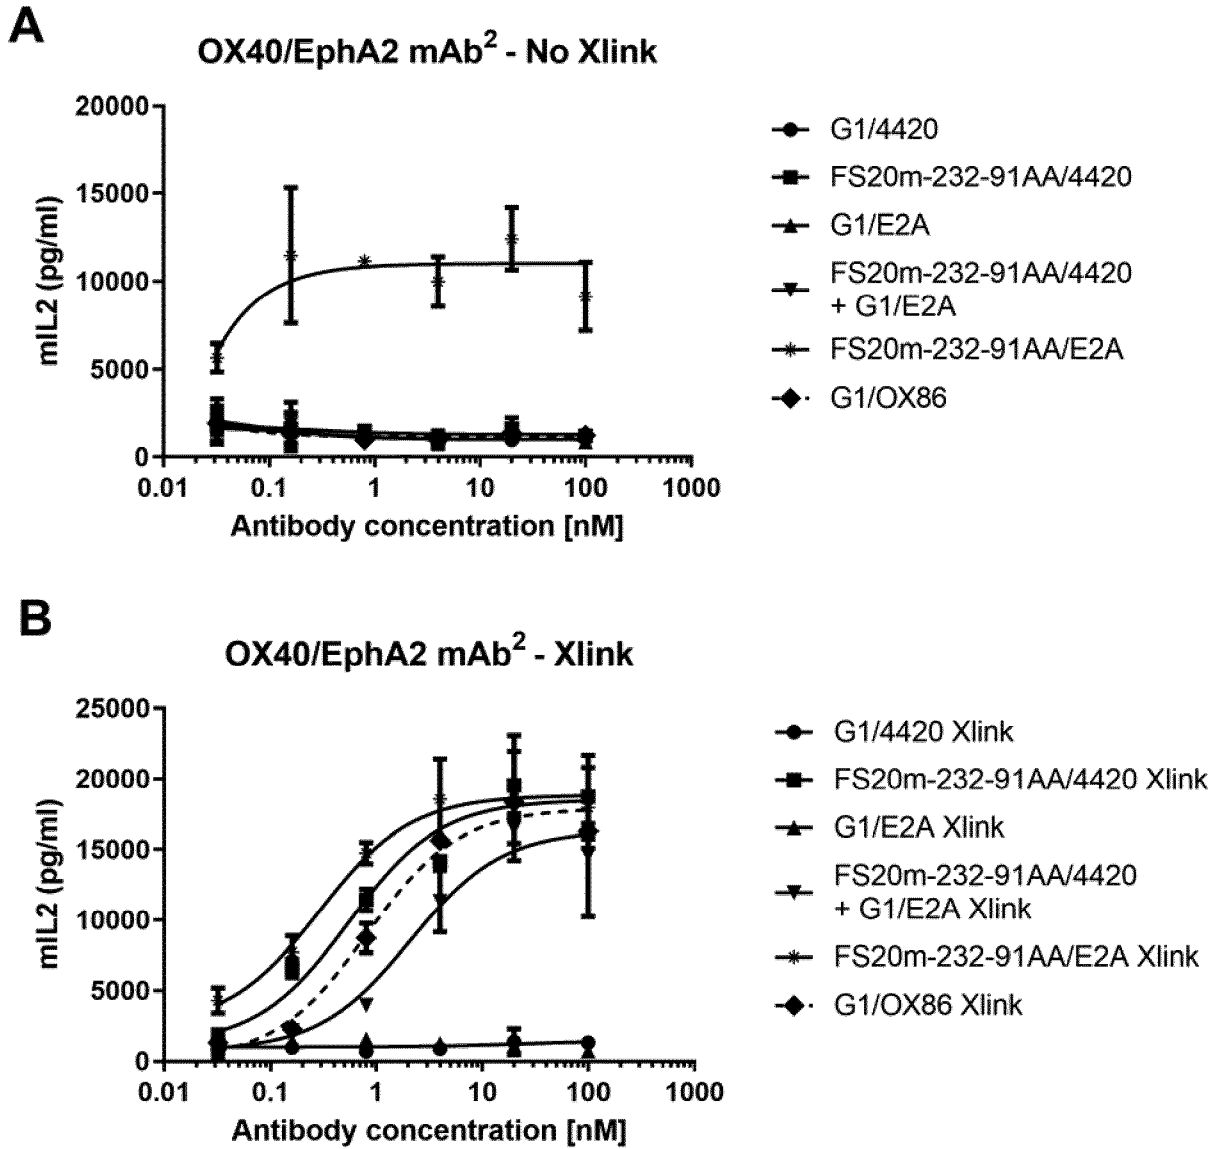 A
OX40/EphA2 mAb² - No Xlink
20000
15000
10000
5000
0
mIL2 (pg/ml)
0.01
0.1
1
10
100
1000
Antibody concentration [nM]
G1/4420
FS20m-232-91AA/4420
G1/E2A
FS20m-232-91AA/4420
+ G1/E2A
FS20m-232-91AA/E2A
G1/OX86
B
OX40/EphA2 mAb² - Xlink
25000
20000
15000
10000
5000
0
mIL2 (pg/ml)
0.01
0.1
1
10
100
1000
Antibody concentration [nM]
G1/4420 Xlink
FS20m-232-91AA/4420 Xlink
G1/E2A Xlink
FS20m-232-91AA/4420
+ G1/E2A Xlink
FS20m-232-91AA/E2A Xlink
G1/OX86 Xlink